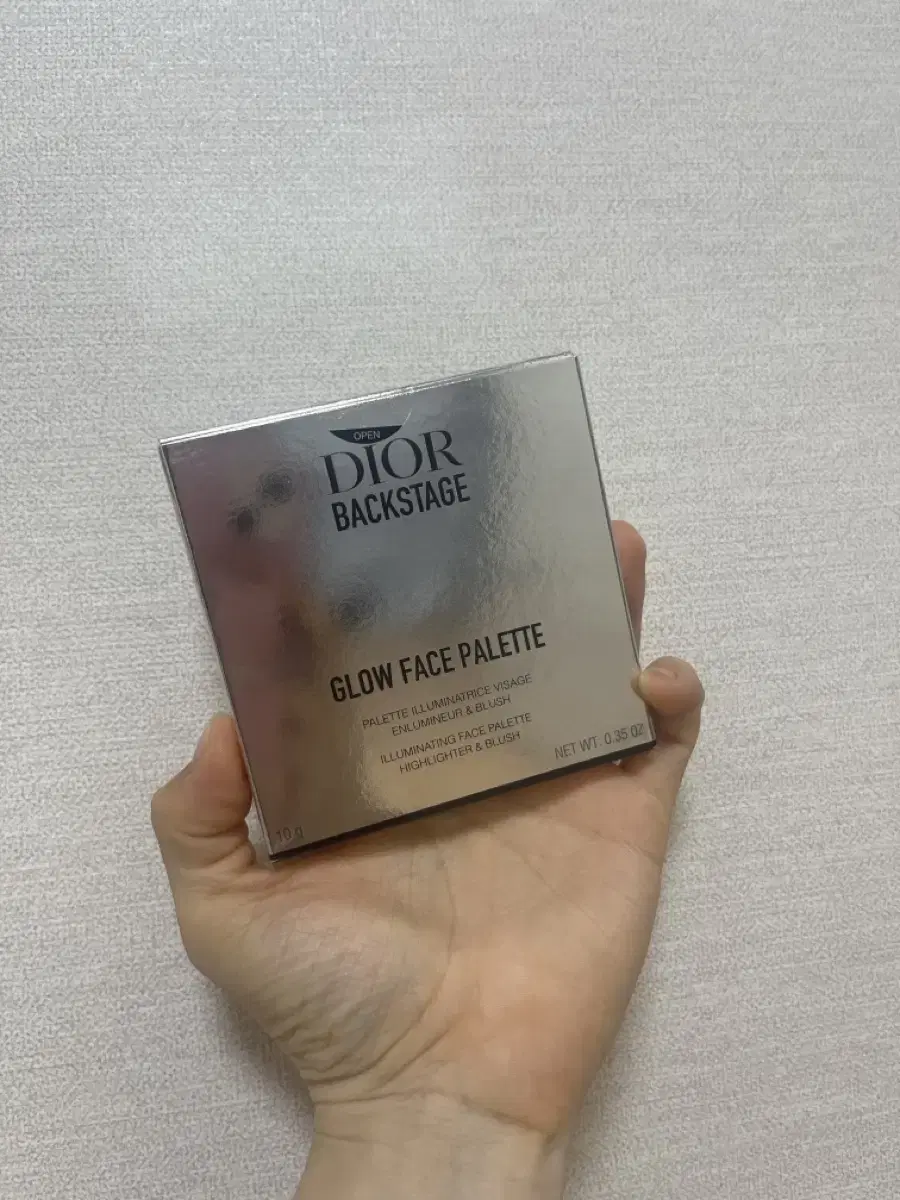 OPEN
DIOR
BACKSTAGE
GLOW FACE PALETTE
PALETTE ILLUMINATRICE VISAGE
ENLUMINEUR & BLUSH
ILLUMINATING FACE PALETTE
HIGHLIGHTER & BLUSH
10 g
NET WT. 0.35 OZ